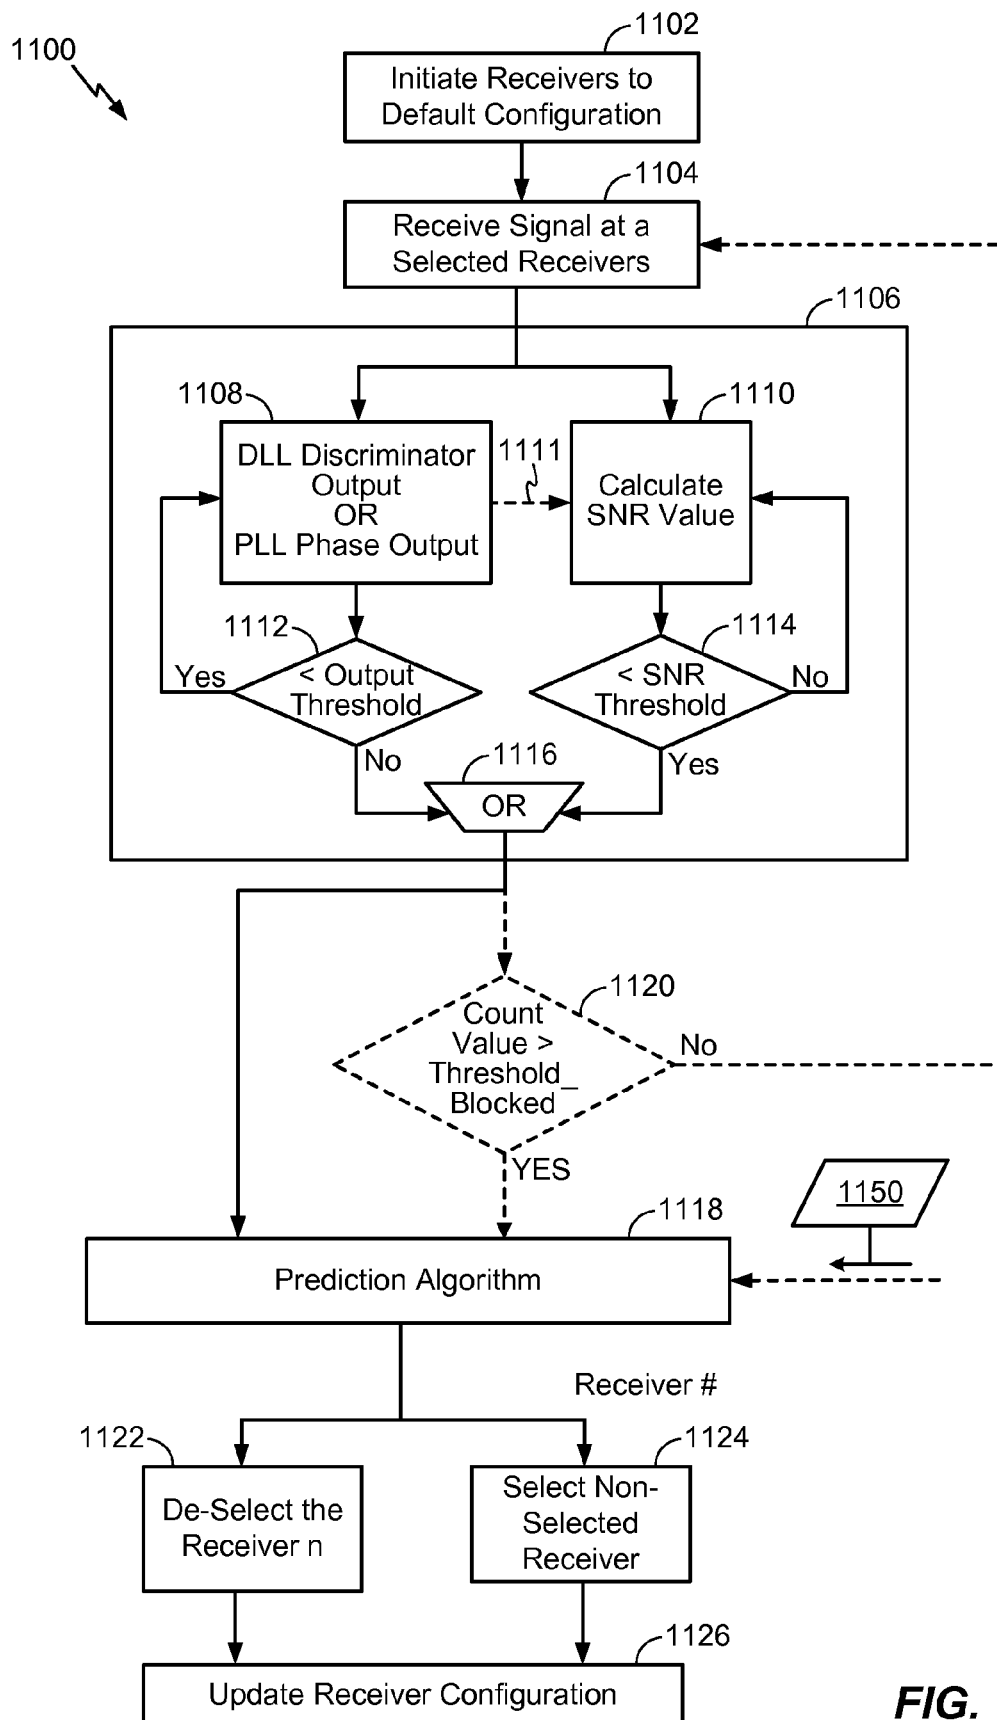 1100
1102
Initiate Receivers to
Default Configuration
1104
Receive Signal at a
Selected Receivers
1106
1108
DLL Discriminator
Output
OR
PLL Phase Output
1111
1110
Calculate
SNR Value
1112
< Output
Threshold
Yes
No
1114
< SNR
Threshold
No
Yes
1116
OR
1120
Count
Value >
Threshold_
Blocked
No
YES
1150
1118
Prediction Algorithm
Receiver #
1122
De-Select the
Receiver n
1124
Select Non-
Selected
Receiver
1126
Update Receiver Configuration
FIG.